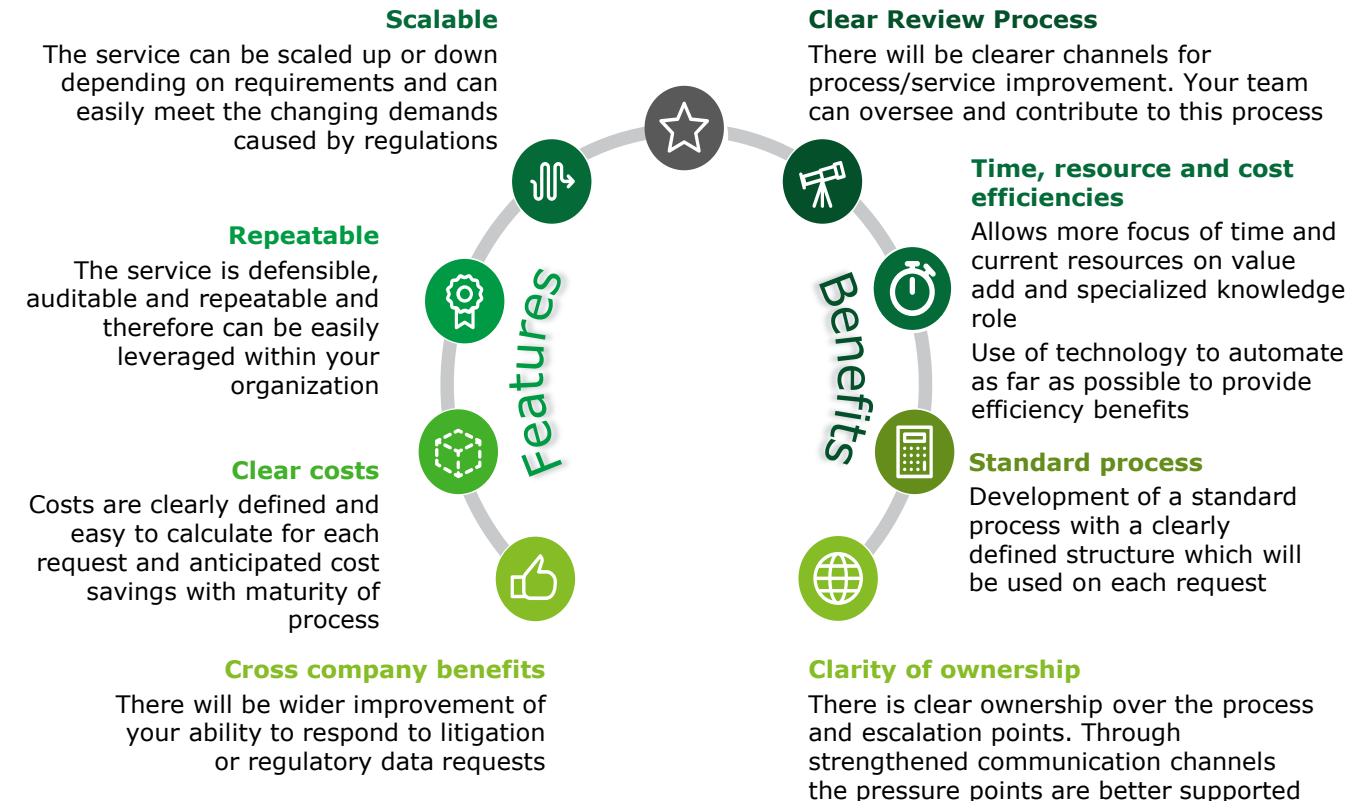 Scalable
The service can be scaled up or down
depending on requirements and can
easily meet the changing demands
caused by regulations
Repeatable
The service is defensible,
auditable and repeatable and
therefore can be easily
leveraged within your
organization
Clear costs
Costs are clearly defined and
easy to calculate for each
request and anticipated cost
savings with maturity of
process
Cross company benefits
There will be wider improvement of
your ability to respond to litigation
or regulatory data requests
Features
Benefits
Clear Review Process
There will be clearer channels for
process/service improvement. Your team
can oversee and contribute to this process
Time, resource and cost
efficiencies
Allows more focus of time and
current resources on value
add and specialized knowledge
role
Use of technology to automate
as far as possible to provide
efficiency benefits
Standard process
Development of a standard
process with a clearly
defined structure which will
be used on each request
Clarity of ownership
There is clear ownership over the process
and escalation points. Through
strengthened communication channels
the pressure points are better supported